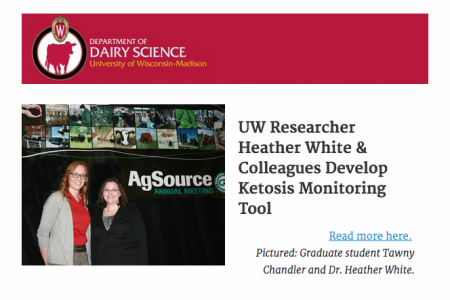 W
DEPARTMENT OF
DAIRY SCIENCE
University of Wisconsin-Madison
AgSource
ANNUAL MEETING
UW Researcher
Heather White &
Colleagues Develop
Ketosis Monitoring
Tool
Read more here.
Pictured: Graduate student Tawny
Chandler and Dr. Heather White.